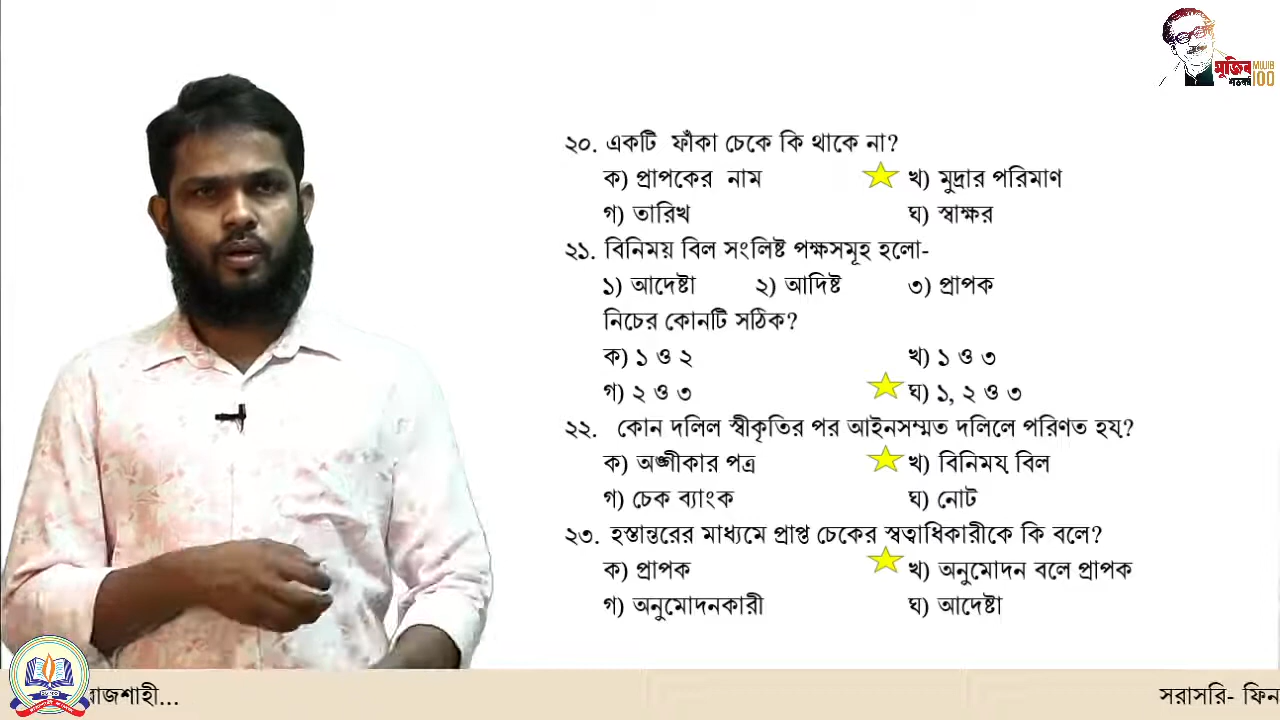 মুজিব MUJIB
শতবর্ষ 100
২০. একটি ফাঁকা চেকে কি থাকে না?
ক) প্রাপকের নাম খ) মুদ্রার পরিমাণ
গ) তারিখ ঘ) স্বাক্ষর
২১. বিনিময় বিল সংলিষ্ট পক্ষসমূহ হলো-
১) আদেষ্টা ২) আদিষ্ট ৩) প্রাপক
নিচের কোনটি সঠিক?
ক) ১ ও ২ খ) ১ ও ৩
গ) ২ ও ৩ ঘ) ১, ২ ও ৩
২২. কোন দলিল স্বীকৃতির পর আইনসম্মত দলিলে পরিণত হয়?
ক) অঙ্গীকার পত্র খ) বিনিময় বিল
গ) চেক ব্যাংক ঘ) নোট
২৩. হস্তান্তরের মাধ্যমে প্রাপ্ত চেকের স্বত্বাধিকারীকে কি বলে?
ক) প্রাপক খ) অনুমোদন বলে প্রাপক
গ) অনুমোদনকারী ঘ) আদেষ্টা
রাজশাহী... সরাসরি- ফিন